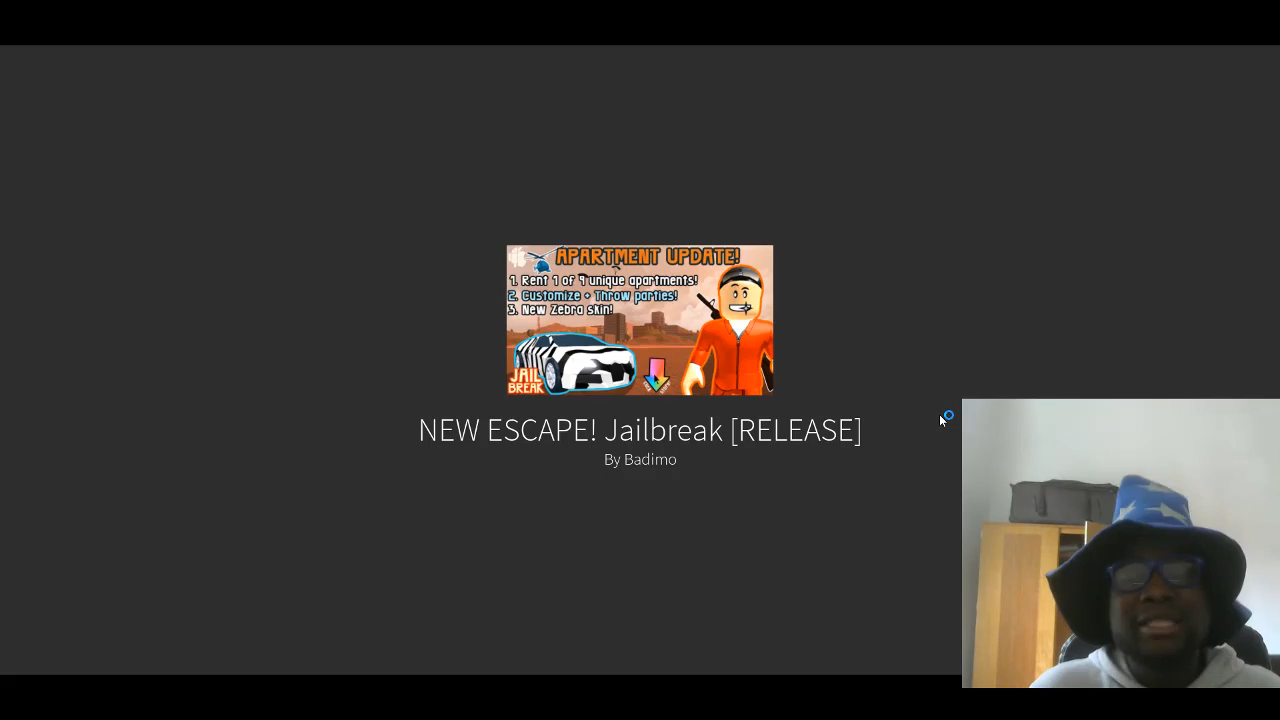 APARTMENT UPDATE!
1. Rent 1 of 4 unique apartments!
2. Customize + Throw parties!
3. New Zebra skin!
JAIL
BREAK
NEW ESCAPE! Jailbreak [RELEASE]
By Badimo